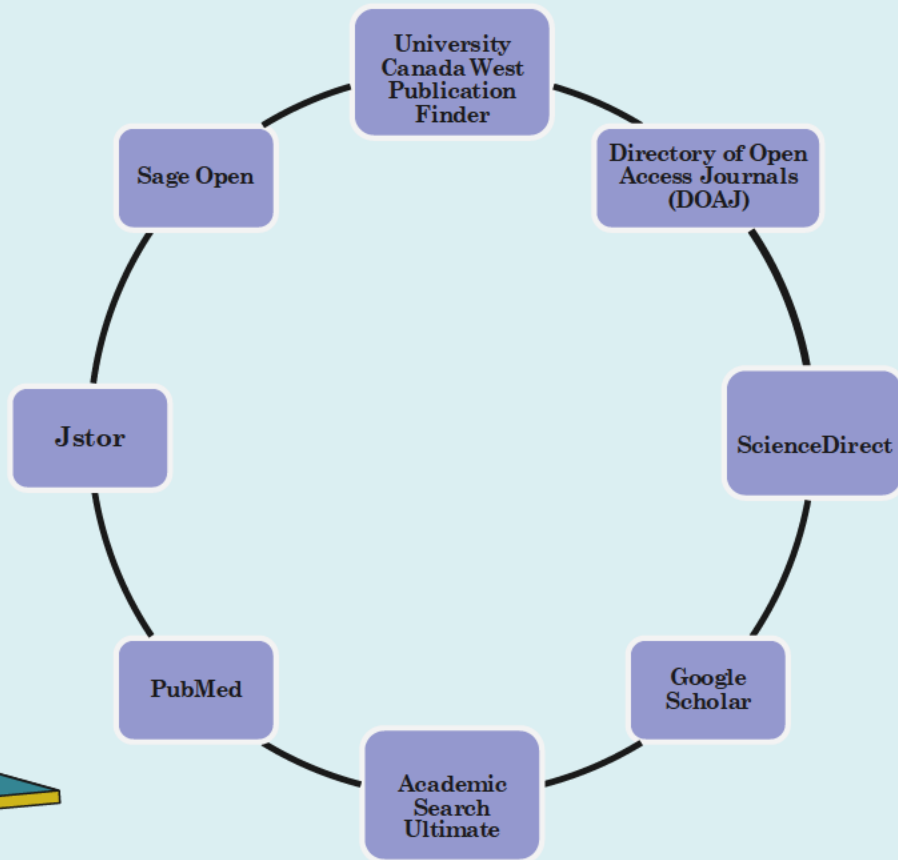 University
Canada West
Publication
Finder
Directory of Open
Access Journals
(DOAJ)
ScienceDirect
Google
Scholar
Academic
Search
Ultimate
PubMed
Jstor
Sage Open